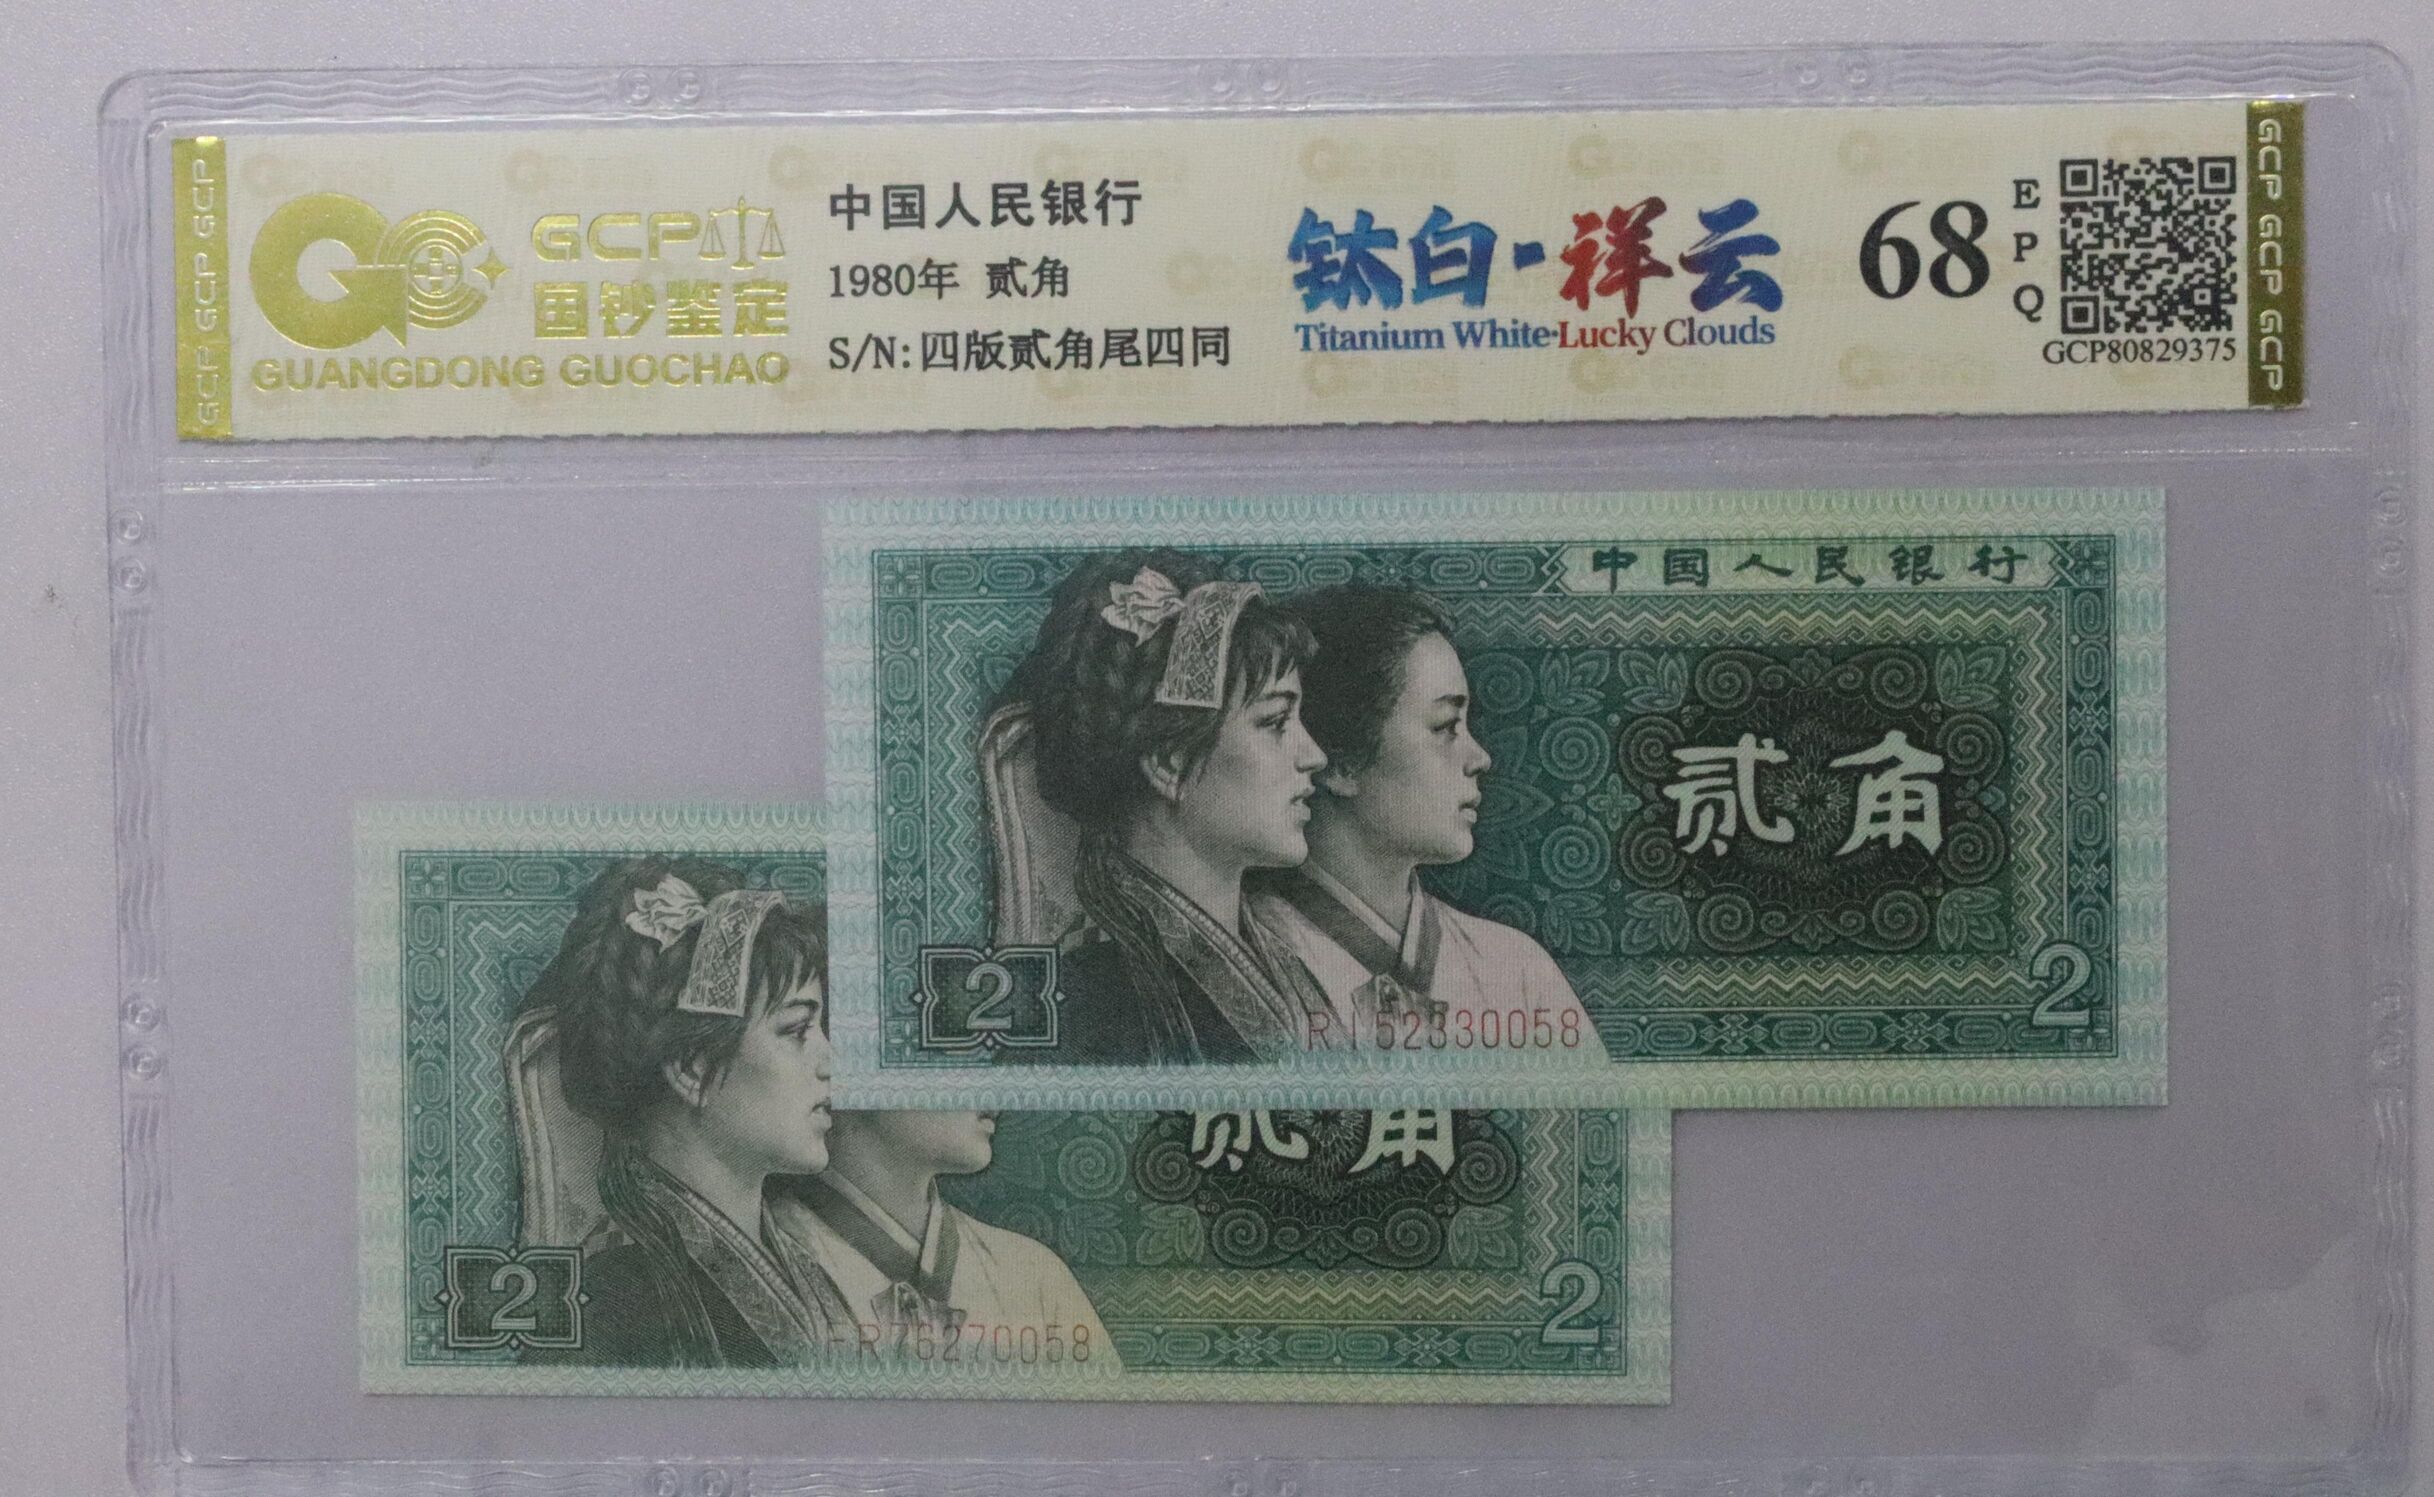 GCP GCP GCP
GCP
国钞鉴定
GUANGDONG GUOCHAO
中国人民银行
1980年 贰角
S/N:四版贰角尾四同
钛白·祥云
Titanium White·Lucky Clouds
68
EPQ
GCP80829375
GCP GCP GCP
中国人民银行
贰角
2
2
RI52330058
贰角
2
2
FR76270058